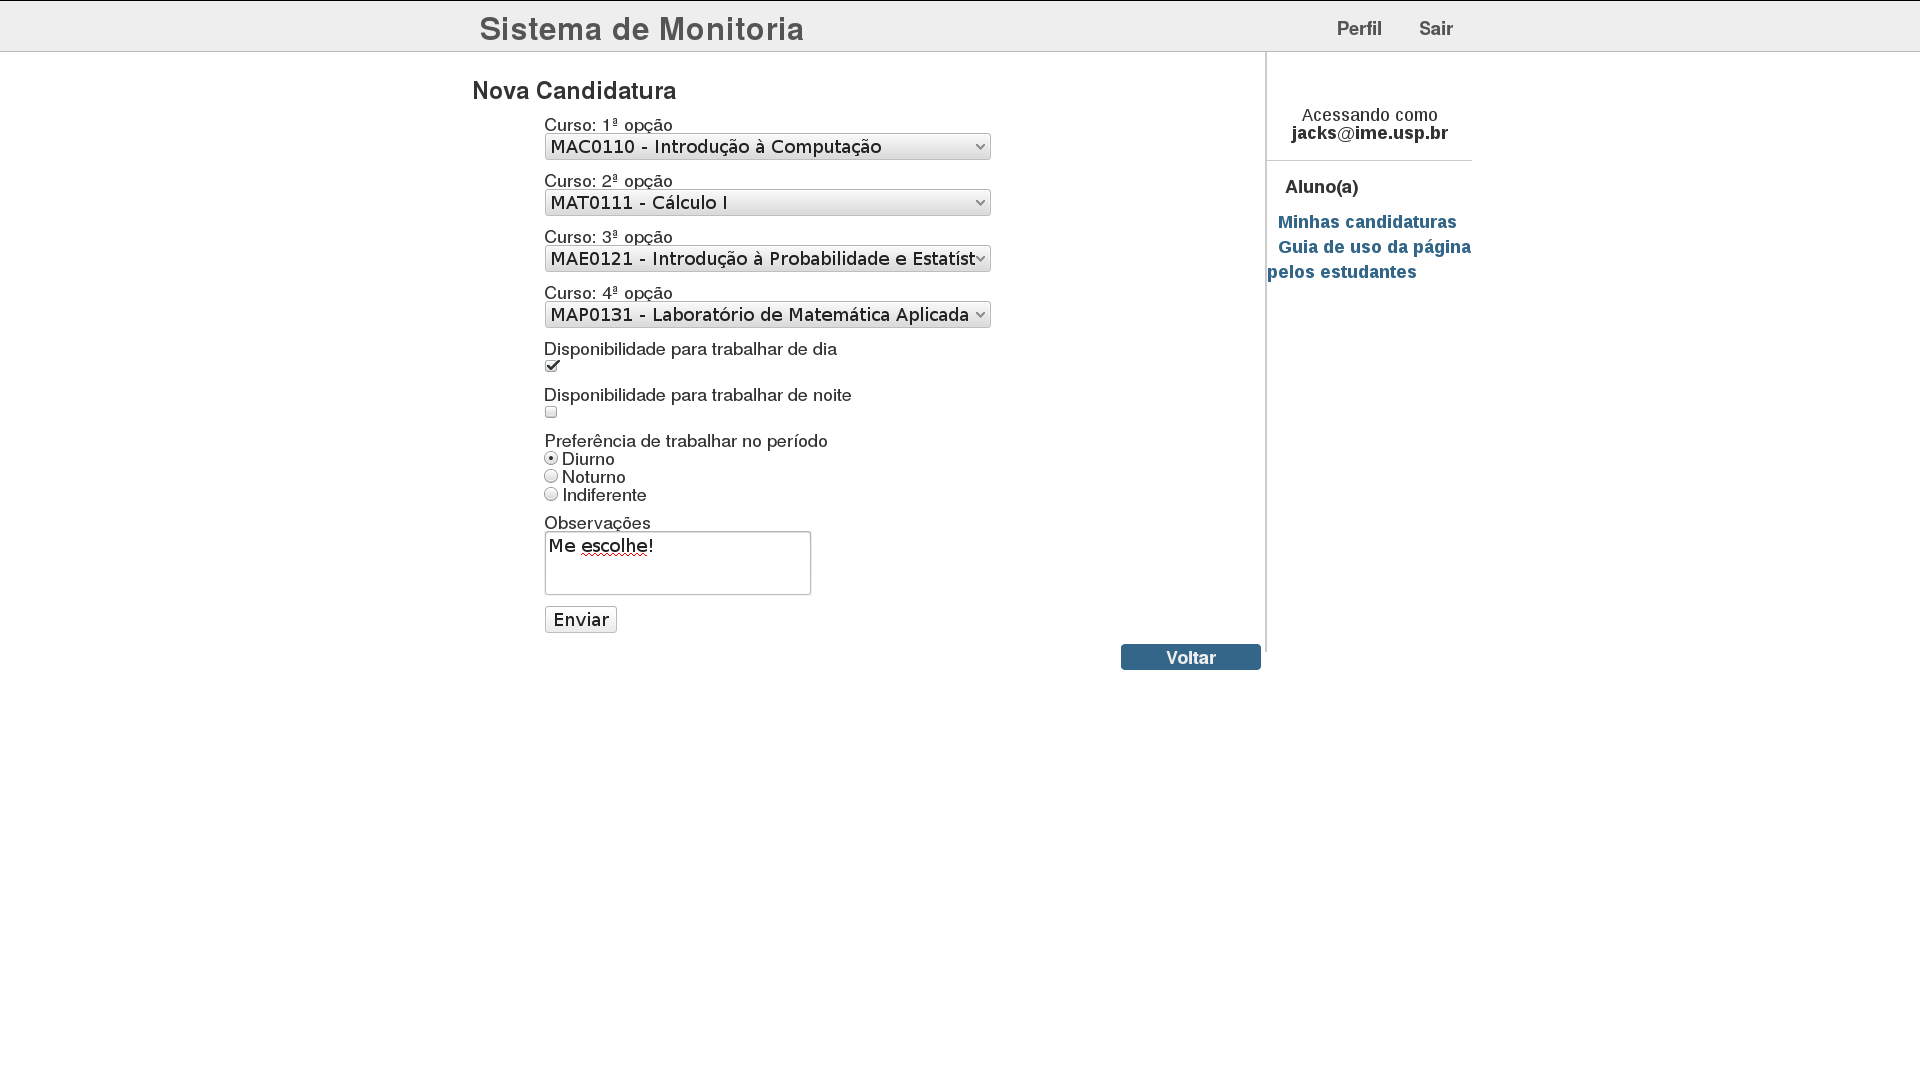 Sistema de Monitoria
Perfil
Sair
Nova Candidatura
Curso: 1ª opção
MAC0110 - Introdução à Computação
Curso: 2ª opção
MAT0111 - Cálculo I
Curso: 3ª opção
MAE0121 - Introdução à Probabilidade e Estatíst
Curso: 4ª opção
MAP0131 - Laboratório de Matemática Aplicada
Disponibilidade para trabalhar de dia
Disponibilidade para trabalhar de noite
Preferência de trabalhar no período
Diurno
Noturno
Indiferente
Observações
Me escolhe!
Enviar
Voltar
Acessando como
jacks@ime.usp.br
Aluno(a)
Minhas candidaturas
Guia de uso da página
pelos estudantes